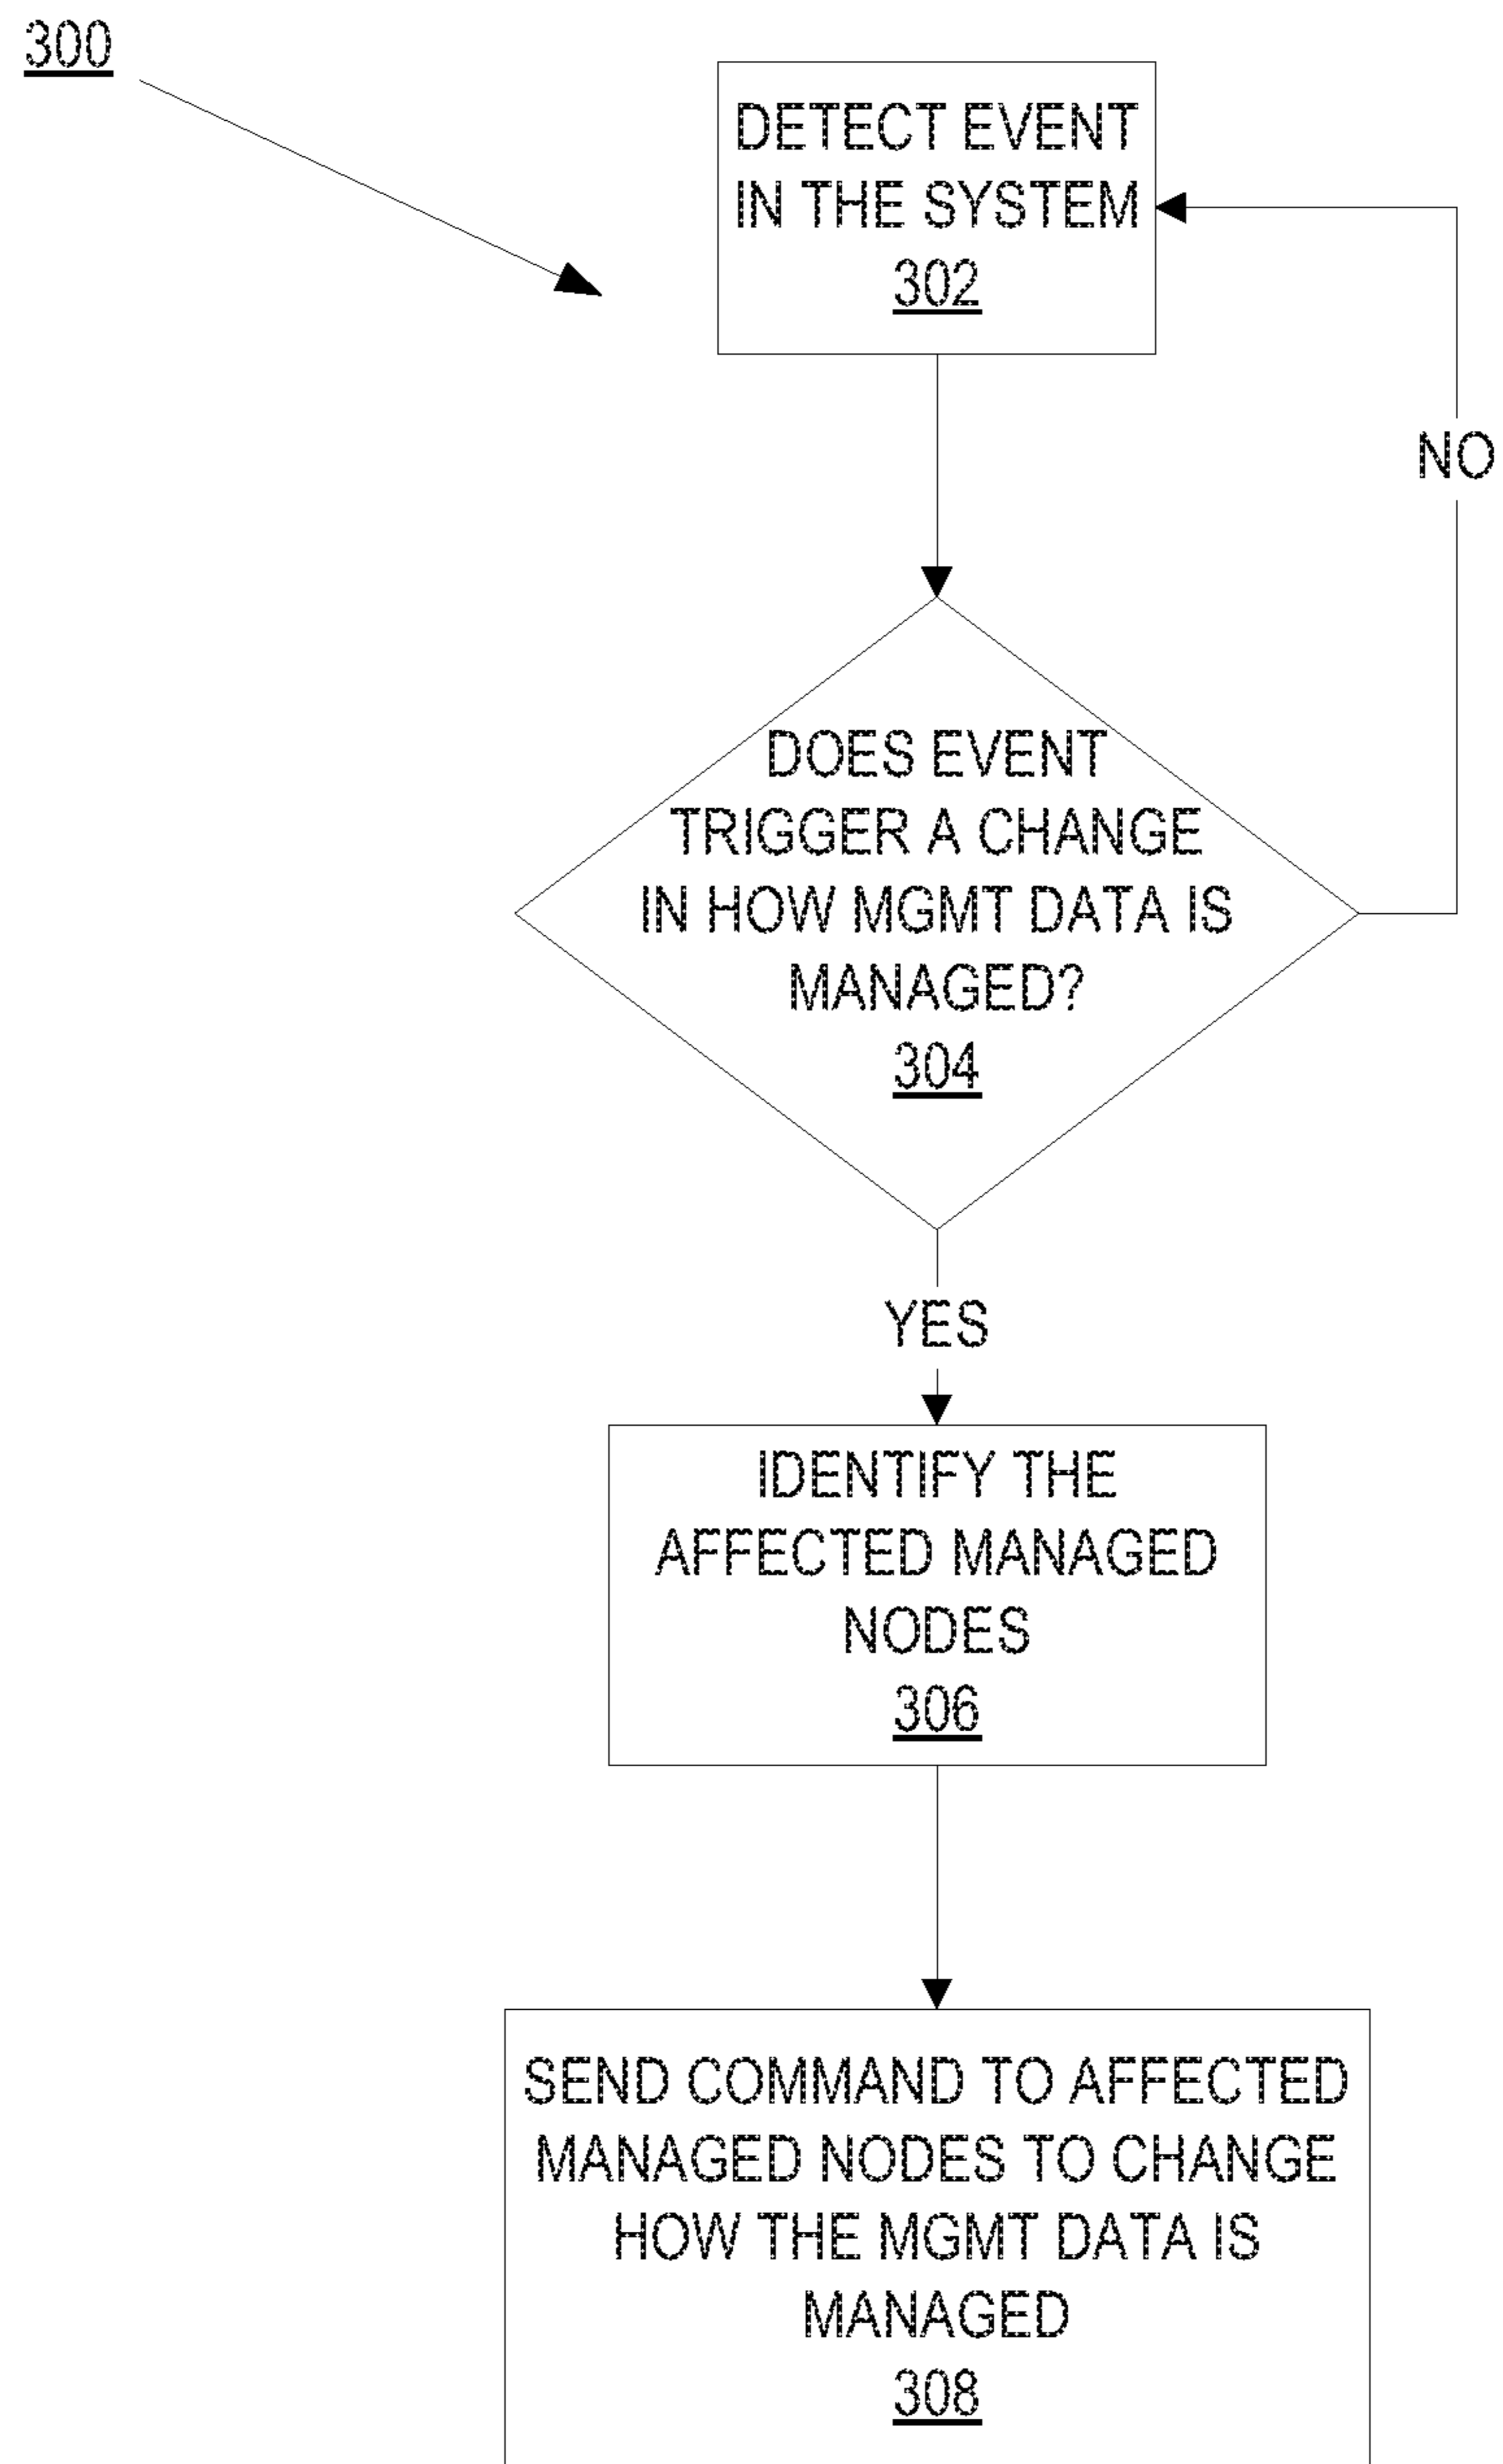 300
DETECT EVENT
IN THE SYSTEM
302
NO
DOES EVENT
TRIGGER A CHANGE
IN HOW MGMT DATA IS
MANAGED?
304
YES
IDENTIFY THE
AFFECTED MANAGED
NODES
306
SEND COMMAND TO AFFECTED
MANAGED NODES TO CHANGE
HOW THE MGMT DATA IS
MANAGED
308